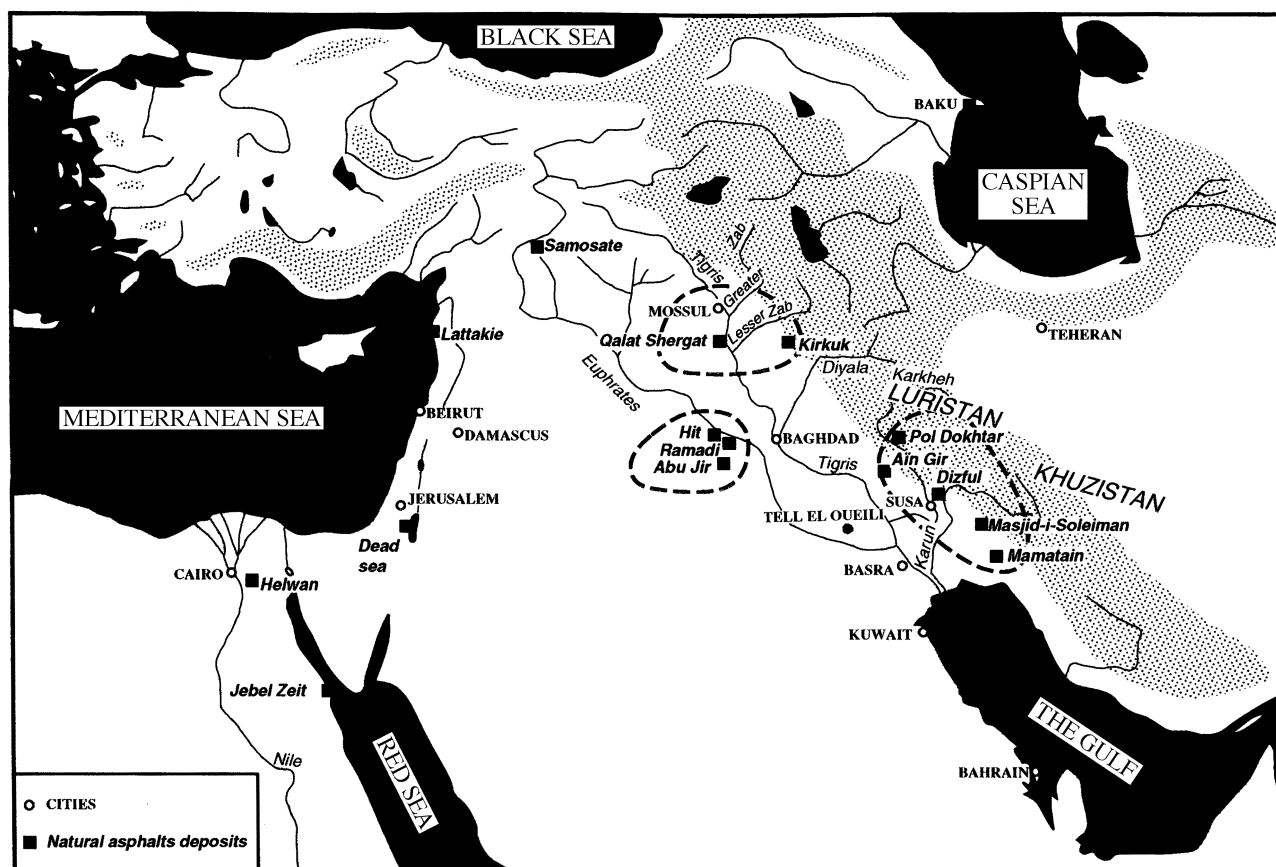 BLACK SEA
BAKU
CASPIAN
SEA
Samosate
Tigris
Zab
Greater
MOSSUL
Lesser Zab
Lattakie
Qalat Shergat
Kirkuk
TEHERAN
Euphrates
Diyala
Karkheh
LURISTAN
MEDITERRANEAN SEA
BEIRUT
DAMASCUS
Hit
Ramadi
Abu Jir
BAGHDAD
Pol Dokhtar
Tigris
Aïn Gir
KHUZISTAN
Dizful
JERUSALEM
SUSA
TELL EL OUEILI
Masjid-i-Soleiman
Dead
sea
Karun
Mamatain
CAIRO
Helwan
BASRA
KUWAIT
Jebel Zeit
RED SEA
THE GULF
Nile
BAHRAIN
CITIES
Natural asphalts deposits